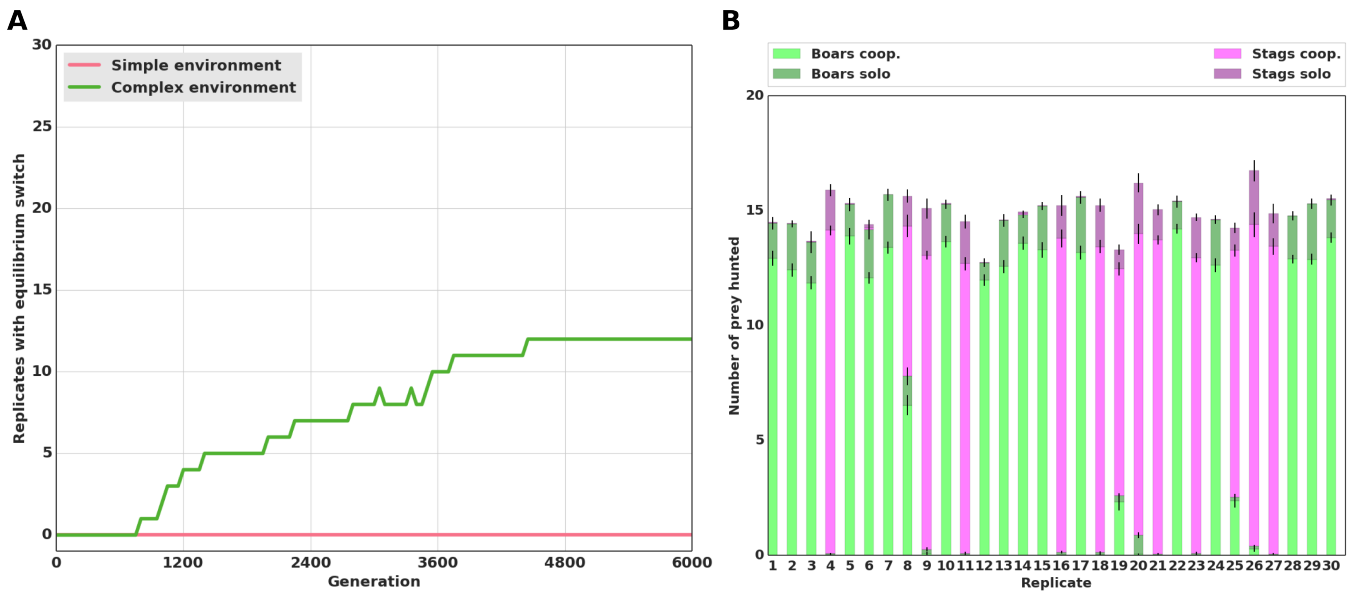 A
30
25
20
15
10
5
0
Replicates with equilibrium switch
Simple environment
Complex environment
0 1200 2400 3600 4800 6000
Generation
B
Boars coop. Stags coop.
Boars solo Stags solo
20
15
10
5
0
Number of prey hunted
1 2 3 4 5 6 7 8 9 10 11 12 13 14 15 16 17 18 19 20 21 22 23 24 25 26 27 28 29 30
Replicate